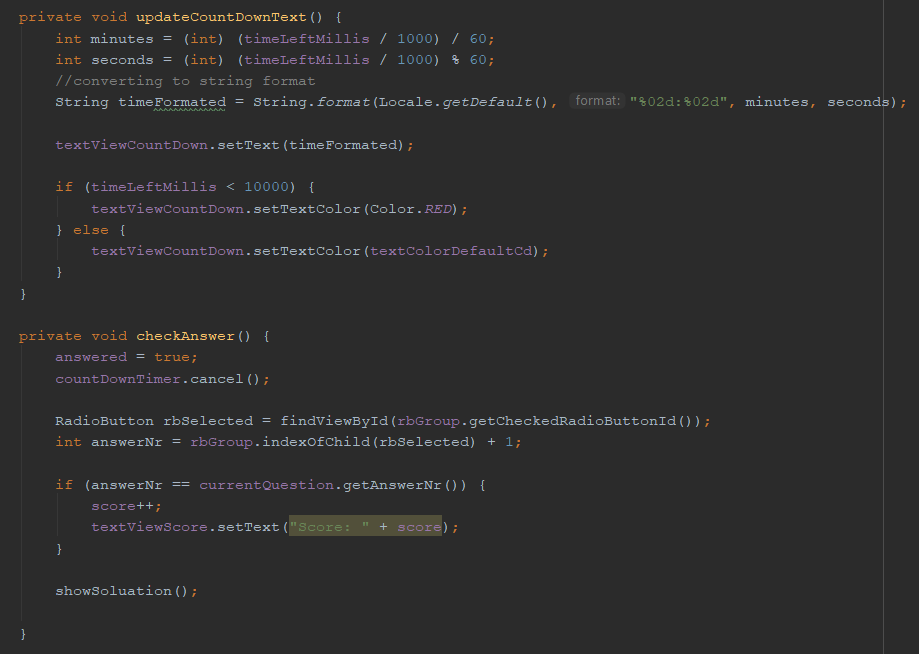 private void updateCountDownText() {
int minutes = (int) (timeLeftMillis / 1000) / 60;
int seconds = (int) (timeLeftMillis / 1000) % 60;
//converting to string format
String timeFormated = String.format(Locale.getDefault(), format: "%02d:%02d", minutes, seconds);
textViewCountDown.setText(timeFormated);
if (timeLeftMillis < 10000) {
textViewCountDown.setTextColor(Color.RED);
} else {
textViewCountDown.setTextColor(textColorDefaultCd);
}
}
private void checkAnswer() {
answered = true;
countDownTimer.cancel();
RadioButton rbSelected = findViewById(rbGroup.getCheckedRadioButtonId());
int answerNr = rbGroup.indexOfChild(rbSelected) + 1;
if (answerNr == currentQuestion.getAnswerNr()) {
score++;
textViewScore.setText("Score: " + score);
}
showSoluation();
}